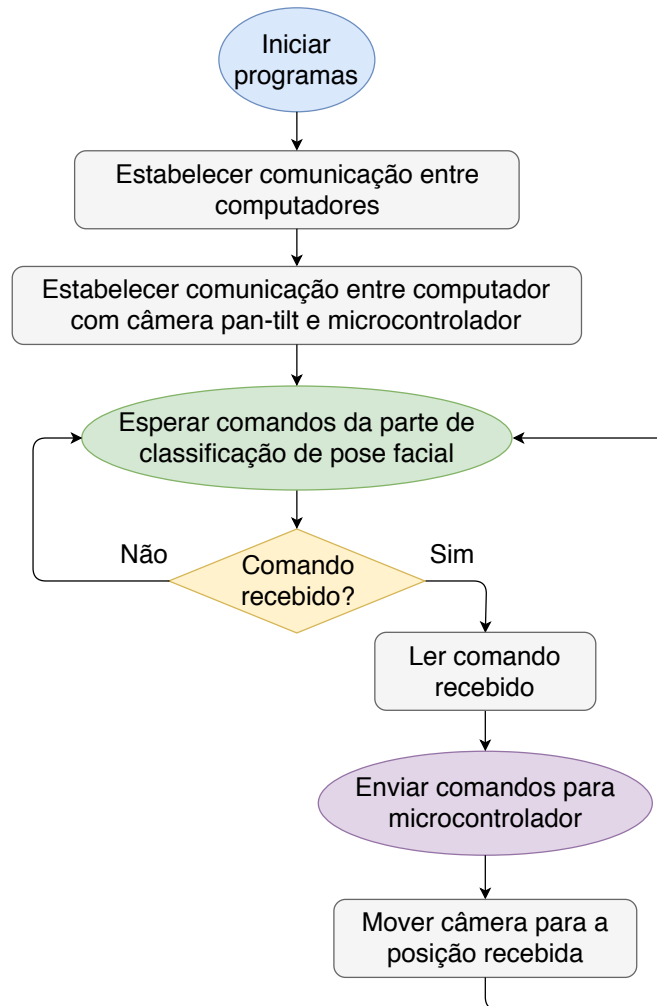 Iniciar
programas
Estabelecer comunicação entre
computadores
Estabelecer comunicação entre computador
com câmera pan-tilt e microcontrolador
Esperar comandos da parte de
classificação de pose facial
Não
Comando
recebido?
Sim
Ler comando
recebido
Enviar comandos para
microcontrolador
Mover câmera para a
posição recebida